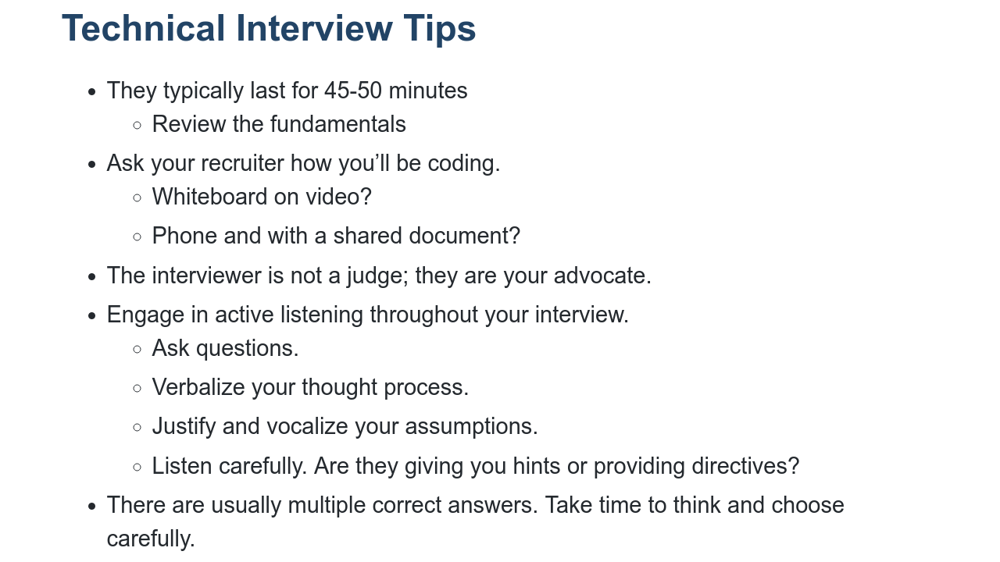 Technical Interview Tips
• They typically last for 45-50 minutes
◦ Review the fundamentals
• Ask your recruiter how you’ll be coding.
◦ Whiteboard on video?
◦ Phone and with a shared document?
• The interviewer is not a judge; they are your advocate.
• Engage in active listening throughout your interview.
◦ Ask questions.
◦ Verbalize your thought process.
◦ Justify and vocalize your assumptions.
◦ Listen carefully. Are they giving you hints or providing directives?
• There are usually multiple correct answers. Take time to think and choose
carefully.